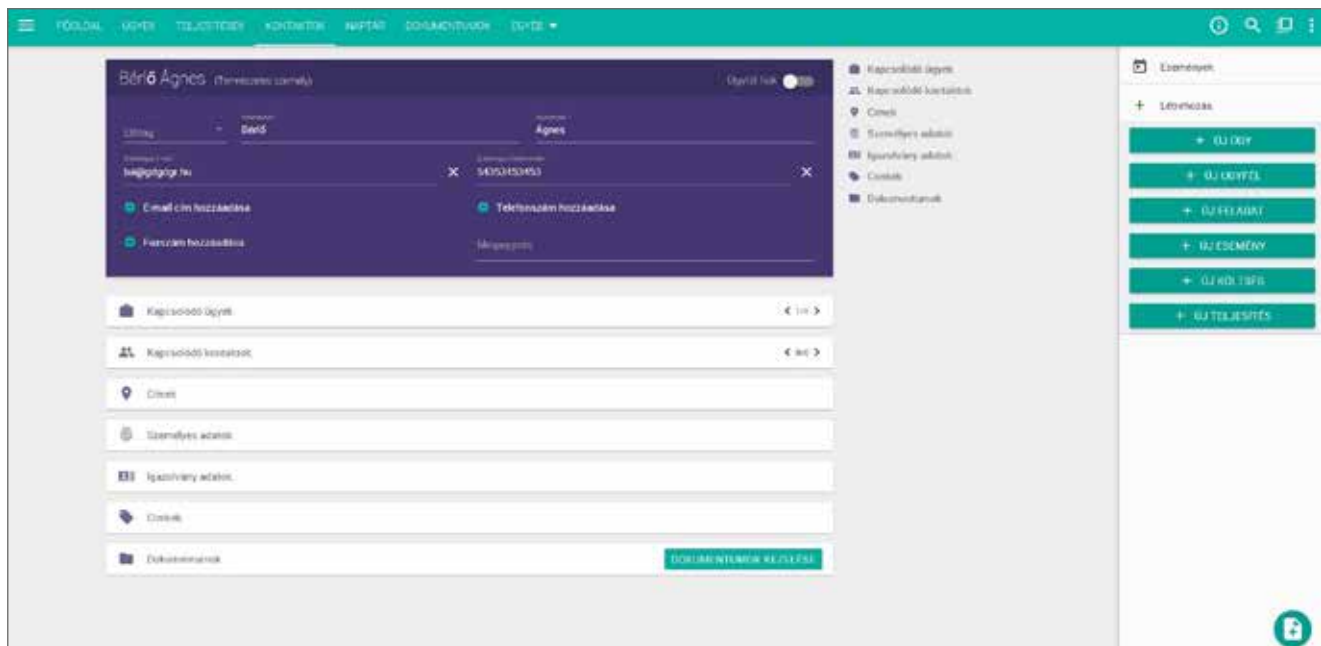 FŐOLDAL ÜGYEK TELJESÍTÉSEK KONTAKTOK NAPTÁR DOKUMENTUMOK EGYÉB
Bérlő Ágnes (Természetes személy)
Ügyfél lesz
Bérlő Ágnes
54353453453
E-mail cím hozzáadása Telefonszám hozzáadása
Faxszám hozzáadása Megjegyzés
Kapcsolódó ügyek
Kapcsolódó kontaktok
Címek
Személyes adatok
Igazolvány adatok
Címkék
Dokumentumok DOKUMENTUMOK KEZELÉSE
Kapcsolódó ügyek
Kapcsolódó kontaktok
Címek
Személyes adatok
Igazolvány adatok
Címkék
Dokumentumok
Események
Létrehozás
ÚJ ÜGY
ÚJ ÜGYFÉL
ÚJ FELADAT
ÚJ ESEMÉNY
ÚJ KÖLTSÉG
ÚJ TELJESÍTÉS